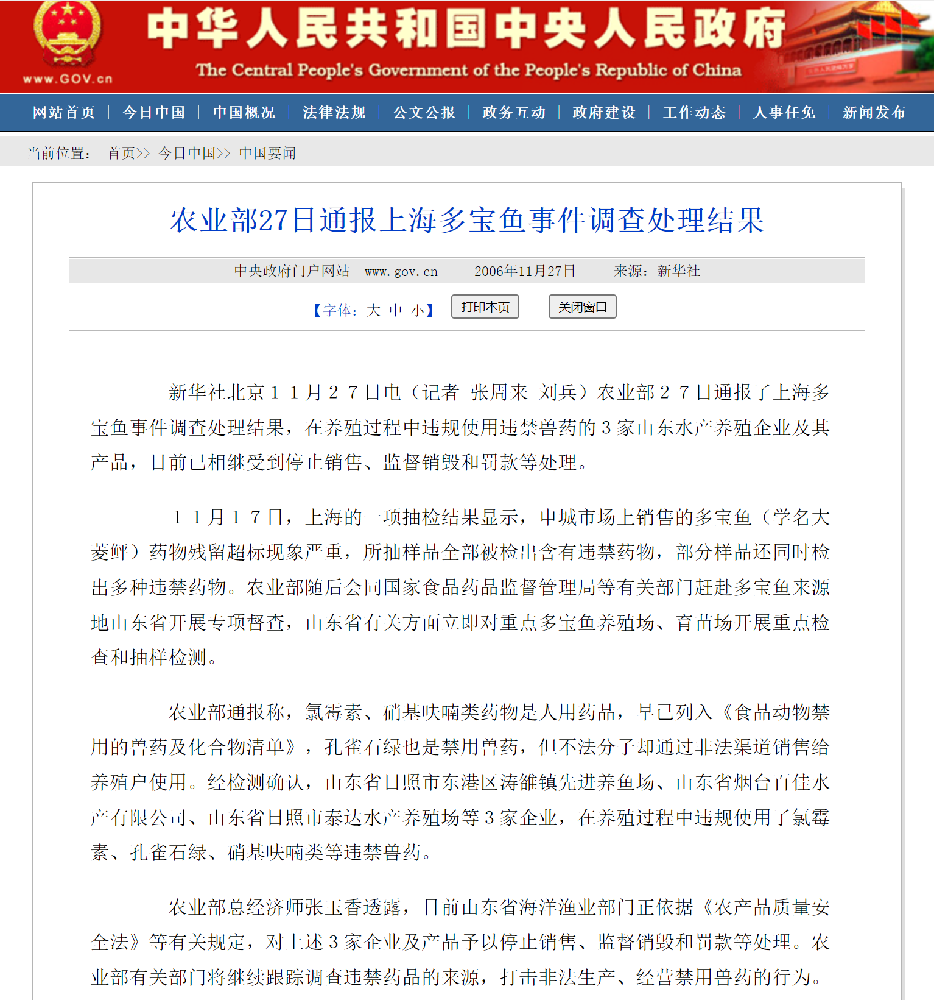 中华人民共和国中央人民政府
The Central People's Government of the People's Republic of China
www.GOV.cn
网站首页 | 今日中国 | 中国概况 | 法律法规 | 公文公报 | 政务互动 | 政府建设 | 工作动态 | 人事任免 | 新闻发布
当前位置： 首页>> 今日中国>> 中国要闻
农业部27日通报上海多宝鱼事件调查处理结果
中央政府门户网站 www.gov.cn 2006年11月27日 来源：新华社
【字体：大 中 小】 打印本页 关闭窗口
新华社北京１１月２７日电（记者 张周来 刘兵）农业部２７日通报了上海多
宝鱼事件调查处理结果，在养殖过程中违规使用违禁兽药的３家山东水产养殖企业及其
产品，目前已相继受到停止销售、监督销毁和罚款等处理。
１１月１７日，上海的一项抽检结果显示，申城市场上销售的多宝鱼（学名大
菱鲆）药物残留超标现象严重，所抽样品全部被检出含有违禁药物，部分样品还同时检
出多种违禁药物。农业部随后会同国家食品药品监督管理局等有关部门赶赴多宝鱼来源
地山东省开展专项督查，山东省有关方面立即对重点多宝鱼养殖场、育苗场开展重点检
查和抽样检测。
农业部通报称，氯霉素、硝基呋喃类药物是人用药品，早已列入《食品动物禁
用的兽药及化合物清单》，孔雀石绿也是禁用兽药，但不法分子却通过非法渠道销售给
养殖户使用。经检测确认，山东省日照市东港区涛雒镇先进养鱼场、山东省烟台百佳水
产有限公司、山东省日照市泰达水产养殖场等３家企业，在养殖过程中违规使用了氯霉
素、孔雀石绿、硝基呋喃类等违禁兽药。
农业部总经济师张玉香透露，目前山东省海洋渔业部门正依据《农产品质量安
全法》等有关规定，对上述３家企业及产品予以停止销售、监督销毁和罚款等处理。农
业部有关部门将继续跟踪调查违禁药品的来源，打击非法生产、经营禁用兽药的行为。